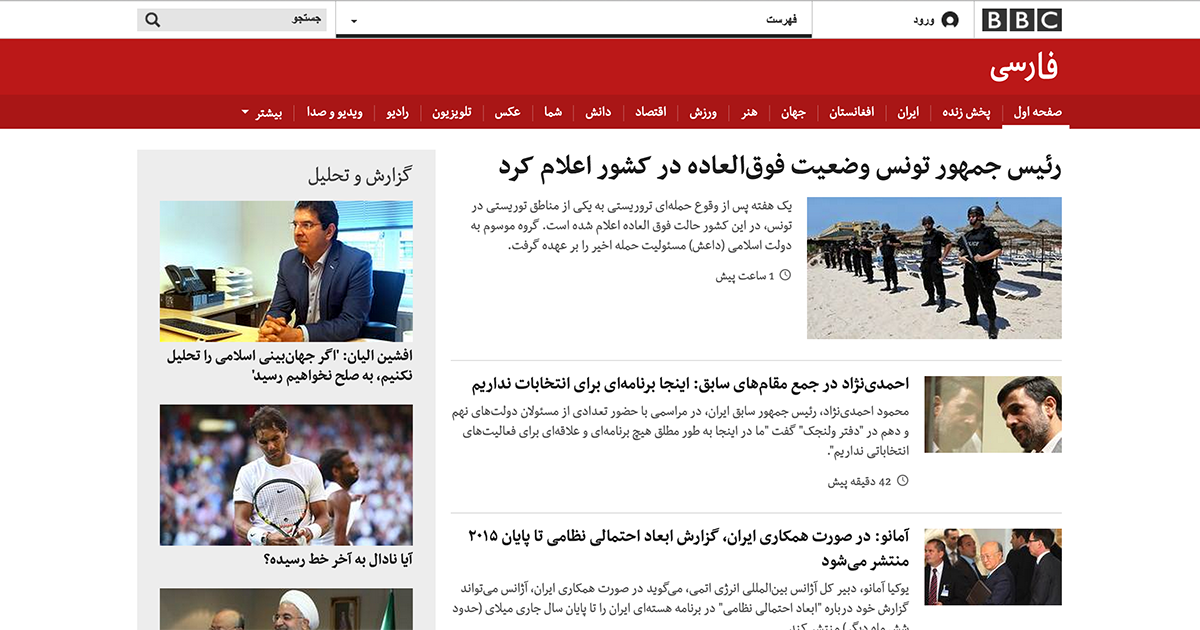 BBC
ورود
فهرست
جستجو
فارسی
صفحه اول
پخش زنده
ایران
افغانستان
جهان
هنر
ورزش
اقتصاد
دانش
شما
عکس
تلویزیون
رادیو
ویدیو و صدا
بیشتر
رئیس جمهور تونس وضعیت فوق‌العاده در کشور اعلام کرد
یک هفته پس از وقوع حمله‌ای تروریستی به یکی از مناطق توریستی در
تونس، در این کشور حالت فوق العاده اعلام شده است. گروه موسوم به
دولت اسلامی (داعش) مسئولیت حمله اخیر را بر عهده گرفت.
1 ساعت پیش
احمدی‌نژاد در جمع مقام‌های سابق: اینجا برنامه‌ای برای انتخابات نداریم
محمود احمدی‌نژاد، رئیس جمهور سابق ایران، در مراسمی با حضور تعدادی از مسئولان دولت‌های نهم
و دهم در "دفتر ولنجک" گفت "ما در اینجا به طور مطلق هیچ برنامه‌ای و علاقه‌ای برای فعالیت‌های
انتخاباتی نداریم".
42 دقیقه پیش
آمانو: در صورت همکاری ایران، گزارش ابعاد احتمالی نظامی تا پایان ۲۰۱۵
منتشر می‌شود
یوکیا آمانو، دبیر کل آژانس بین‌المللی انرژی اتمی، می‌گوید در صورت همکاری ایران، آژانس می‌تواند
گزارش خود درباره "ابعاد احتمالی نظامی" در برنامه هسته‌ای ایران را تا پایان سال جاری میلادی (حدود
شش ماه دیگر) منتشر کند.
گزارش و تحلیل
افشین الیان: 'اگر جهان‌بینی اسلامی را تحلیل
نکنیم، به صلح نخواهیم رسید'
آیا نادال به آخر خط رسیده؟